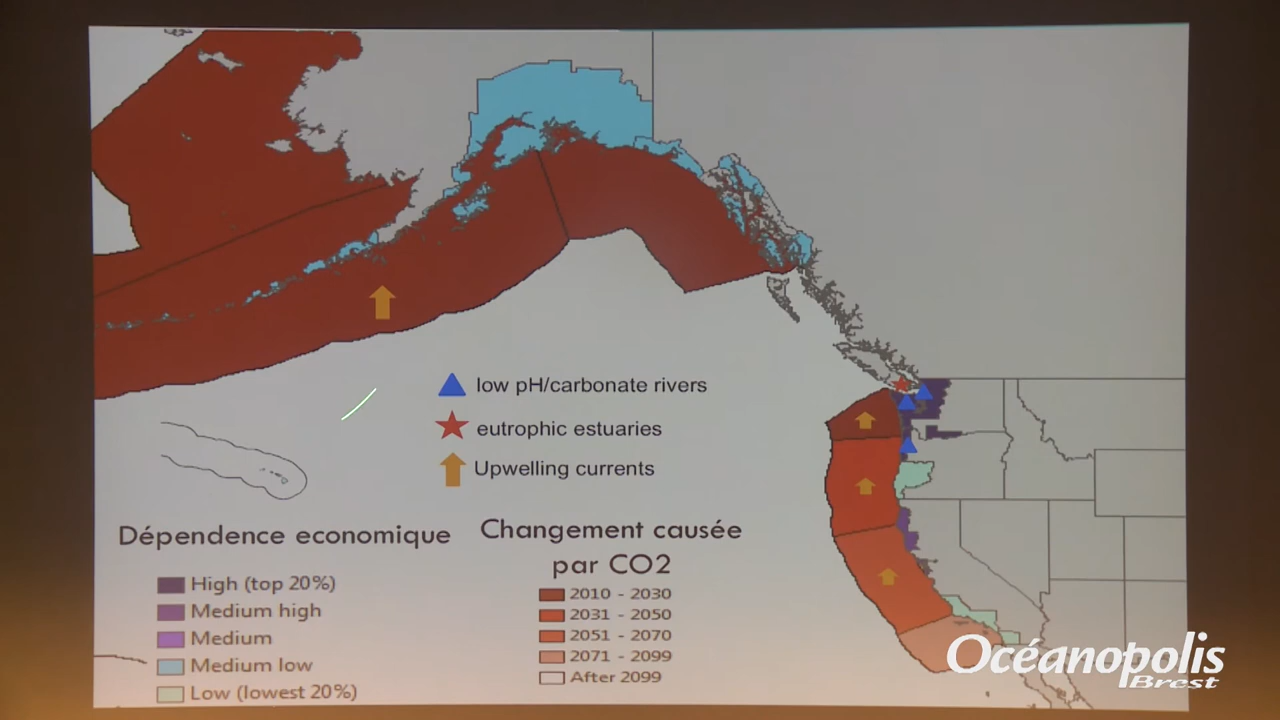 low pH/carbonate rivers
eutrophic estuaries
Upwelling currents
Dépendence economique
High (top 20%)
Medium high
Medium
Medium low
Low (lowest 20%)
Changement causée
par CO2
2010 - 2030
2031 - 2050
2051 - 2070
2071 - 2099
After 2099
Océanopolis
Brest